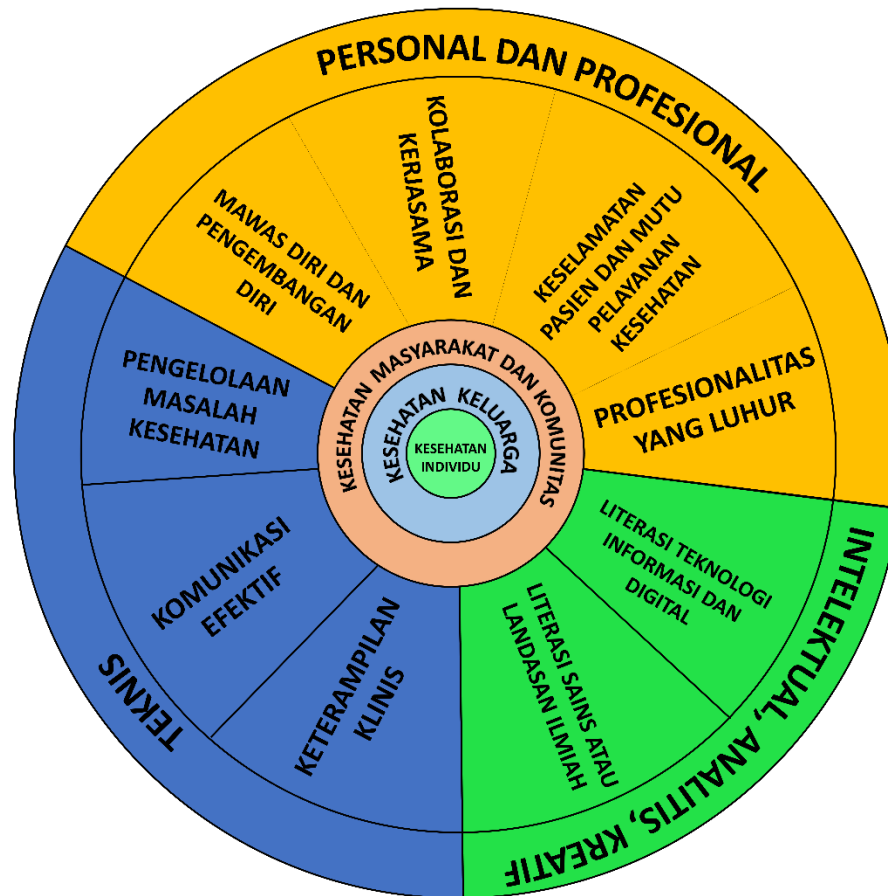 PERSONAL DAN PROFESIONAL
MAWAS DIRI DAN
PENGEMBANGAN
DIRI
KOLABORASI DAN
KERJASAMA
KESELAMATAN
PASIEN DAN MUTU
PELAYANAN
KESEHATAN
PROFESIONALITAS
YANG LUHUR
INTELEKTUAL, ANALITIS, KREATIF
LITERASI TEKNOLOGI
INFORMASI DAN
DIGITAL
LITERASI SAINS ATAU
LANDASAN ILMIAH
TEKNIS
KETERAMPILAN
KLINIS
KOMUNIKASI
EFEKTIF
PENGELOLAAN
MASALAH
KESEHATAN
KESEHATAN MASYARAKAT DAN KOMUNITAS
KESEHATAN KELUARGA
KESEHATAN
INDIVIDU